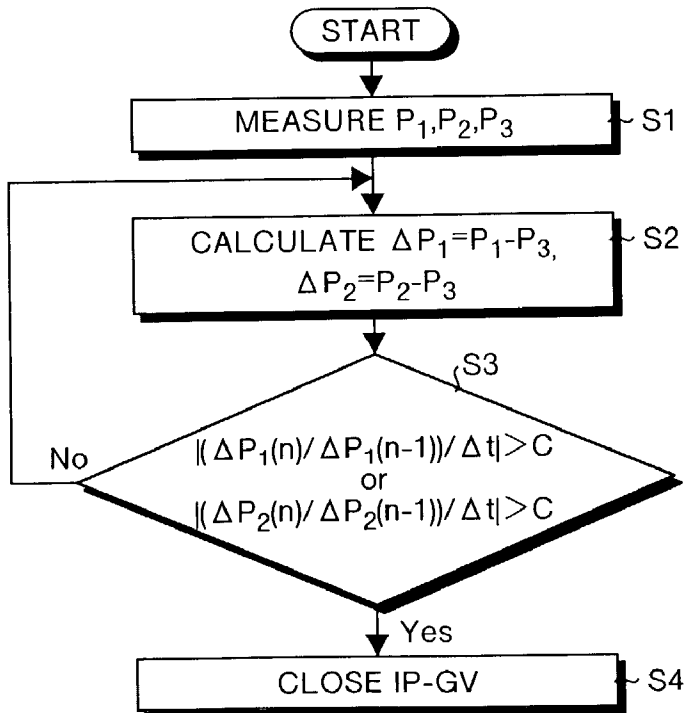 START
MEASURE P₁,P₂,P₃
S1
CALCULATE ΔP₁=P₁-P₃,
ΔP₂=P₂-P₃
S2
S3
|(ΔP₁(n)/ΔP₁(n-1))/Δt|>C
or
|(ΔP₂(n)/ΔP₂(n-1))/Δt|>C
No
Yes
CLOSE IP-GV
S4